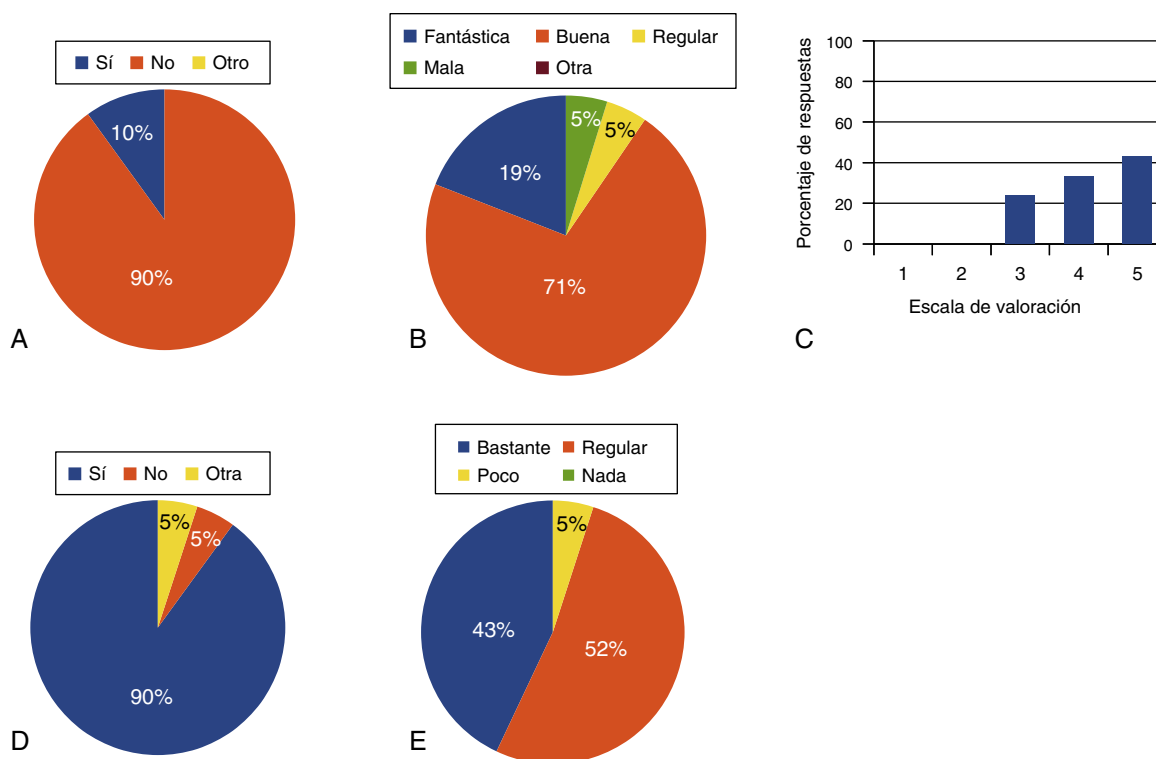 Sí No Otro
10%
90%
A
Fantástica Buena Regular
Mala Otra
5%
5%
19%
71%
B
Porcentaje de respuestas
100
80
60
40
20
0
1 2 3 4 5
Escala de valoración
C
Sí No Otra
5%
5%
90%
D
Bastante Regular
Poco Nada
5%
43%
52%
E